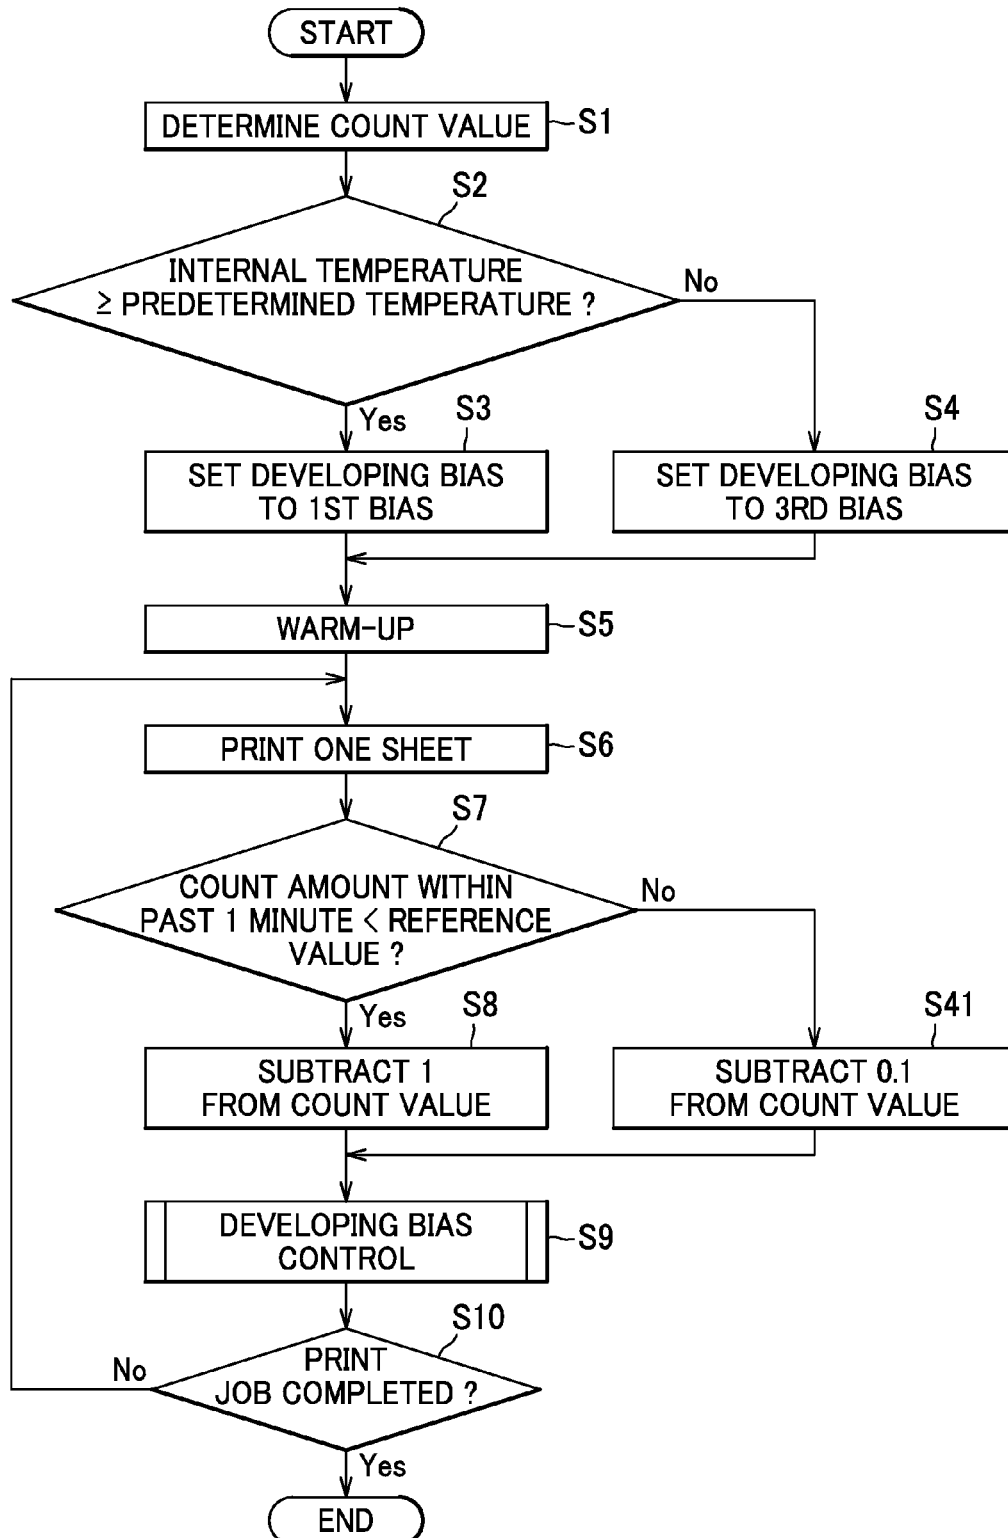 START
DETERMINE COUNT VALUE
S1
S2
INTERNAL TEMPERATURE
≥ PREDETERMINED TEMPERATURE ?
No
Yes
S3
SET DEVELOPING BIAS
TO 1ST BIAS
S4
SET DEVELOPING BIAS
TO 3RD BIAS
WARM-UP
S5
PRINT ONE SHEET
S6
S7
COUNT AMOUNT WITHIN
PAST 1 MINUTE < REFERENCE
VALUE ?
No
Yes
S8
SUBTRACT 1
FROM COUNT VALUE
S41
SUBTRACT 0.1
FROM COUNT VALUE
DEVELOPING BIAS
CONTROL
S9
S10
PRINT
JOB COMPLETED ?
No
Yes
END